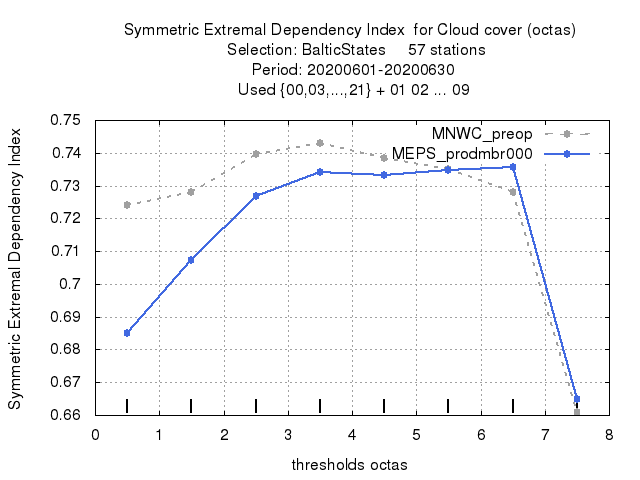 Symmetric Extremal Dependency Index  for Cloud cover (octas)
Selection: BalticStates     57 stations
Period: 20200601-20200630
Used {00,03,...,21} + 01 02 ... 09
MNWC_preop
MEPS_prodmbr000
Symmetric Extremal Dependency Index
0.75
0.74
0.73
0.72
0.71
0.7
0.69
0.68
0.67
0.66
0 1 2 3 4 5 6 7 8
thresholds octas